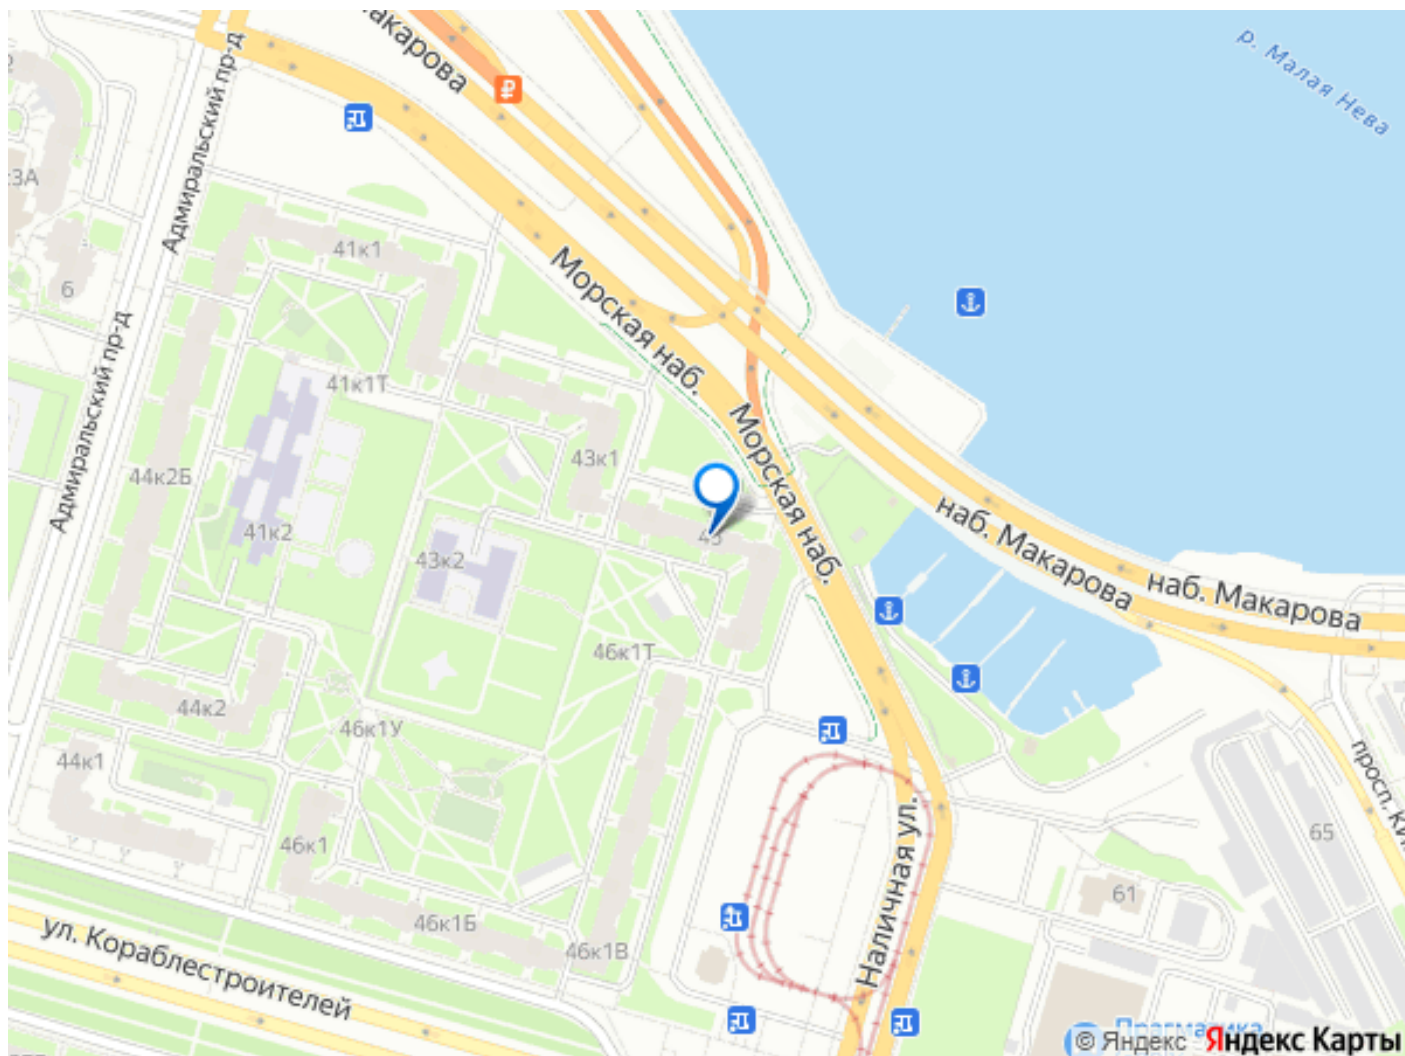 Макарова
р. Малая Нева
Адмиральский пр-д
3А
41к1
6
Морская наб.
Адмиральский пр-д
41к1Т
Морская наб.
43к1
44к2Б
41к2
наб. Макарова
наб. Макарова
43к2
46к1Т
44к2
46к1У
44к1
просп. Ки
65
46к1
Наличная ул.
61
46к1Б
46к1В
ул. Кораблестроителей
Прагматика
© Яндекс Яндекс Карты